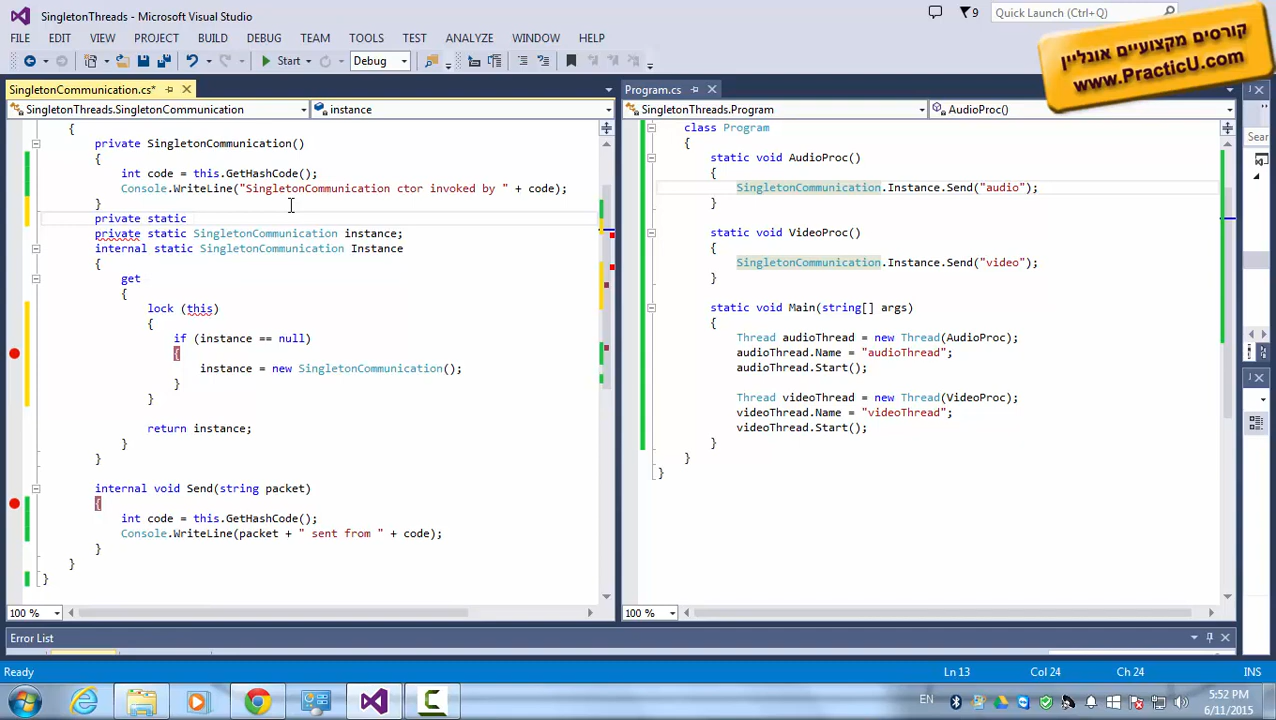 SingletonThreads - Microsoft Visual Studio
9
Quick Launch (Ctrl+Q)
FILE EDIT VIEW PROJECT BUILD DEBUG TEAM TOOLS TEST ANALYZE WINDOW HELP
Start Debug
קורסים מקצועיים אונליין
www.PracticU.com
SingletonCommunication.cs*
SingletonThreads.SingletonCommunication
instance
{
private SingletonCommunication()
{
int code = this.GetHashCode();
Console.WriteLine("SingletonCommunication ctor invoked by " + code);
}
private static
private static SingletonCommunication instance;
internal static SingletonCommunication Instance
{
get
{
lock (this)
{
if (instance == null)
{
instance = new SingletonCommunication();
}
}
return instance;
}
}
internal void Send(string packet)
{
int code = this.GetHashCode();
Console.WriteLine(packet + " sent from " + code);
}
}
}
100 %
Program.cs
SingletonThreads.Program
AudioProc()
class Program
{
static void AudioProc()
{
SingletonCommunication.Instance.Send("audio");
}
static void VideoProc()
{
SingletonCommunication.Instance.Send("video");
}
static void Main(string[] args)
{
Thread audioThread = new Thread(AudioProc);
audioThread.Name = "audioThread";
audioThread.Start();
Thread videoThread = new Thread(VideoProc);
videoThread.Name = "videoThread";
videoThread.Start();
}
}
}
100 %
Sear
Error List
Ready Ln 13 Col 24 Ch 24 INS
EN
5:52 PM
6/11/2015